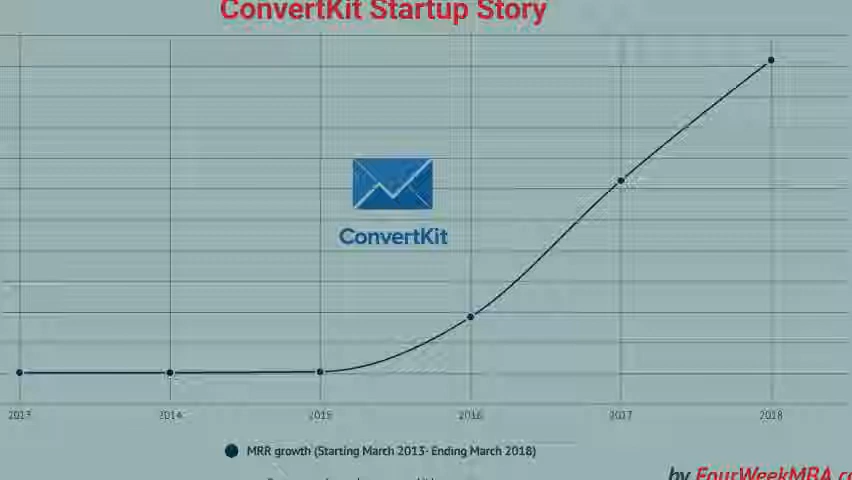 ConvertKit Startup Story
ConvertKit
2013 2014 2015 2016 2017 2018
MRR growth (Starting March 2013- Ending March 2018)
by FourWeekMBA.co